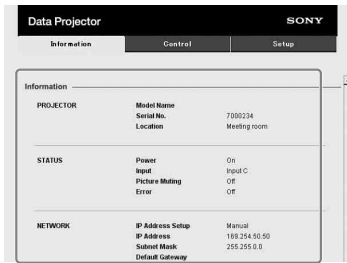 Data Projector SONY
Information Control Setup
Information
PROJECTOR Model Name
Serial No. 7000234
Location Meeting room
STATUS Power On
Input Input C
Picture Muting Off
Error Off
NETWORK IP Address Setup Manual
IP Address 169.254.50.50
Subnet Mask 255.255.0.0
Default Gateway